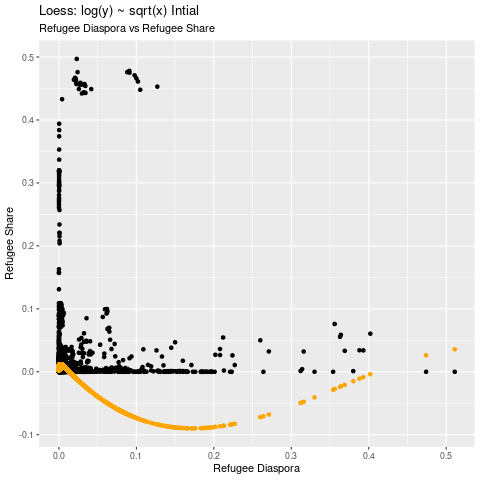 Loess: log(y) ~ sqrt(x) Intial
Refugee Diaspora vs Refugee Share
0.5
0.4
0.3
0.2
0.1
0.0
-0.1
Refugee Share
0.0 0.1 0.2 0.3 0.4 0.5
Refugee Diaspora